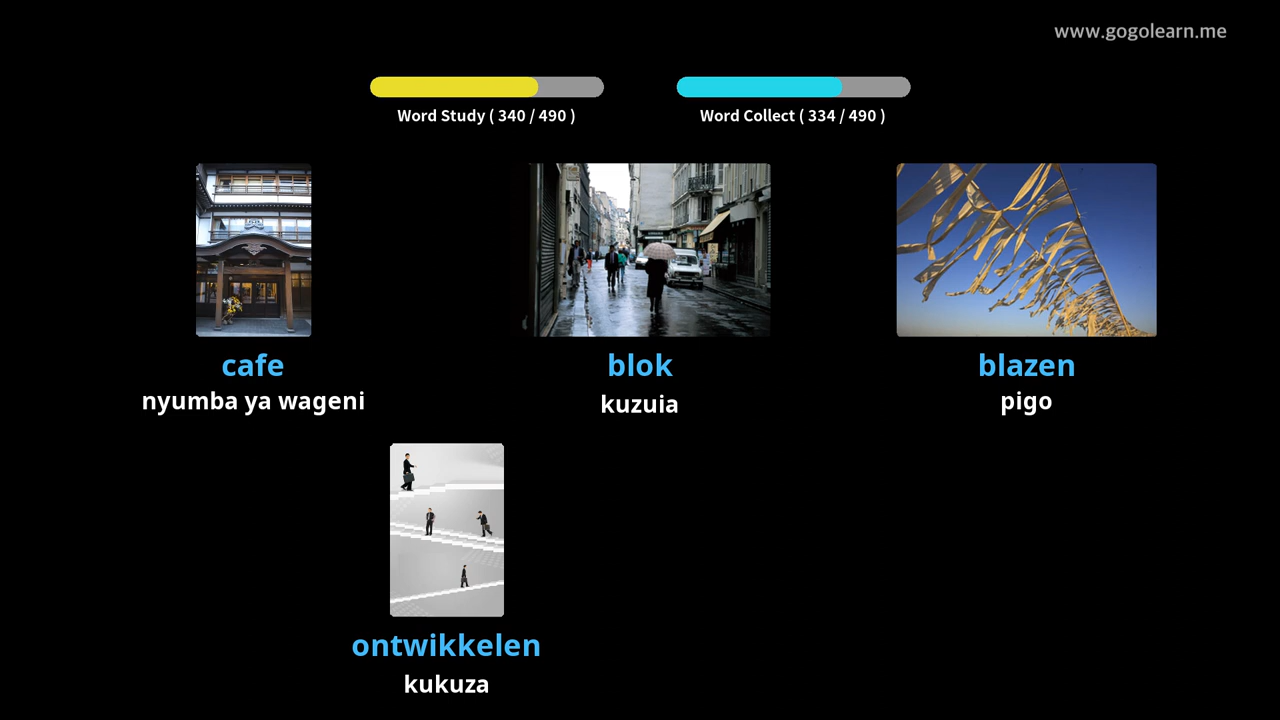 www.gogolearn.me
Word Study ( 340 / 490 )
Word Collect ( 334 / 490 )
cafe
nyumba ya wageni
blok
kuzuia
blazen
pigo
ontwikkelen
kukuza